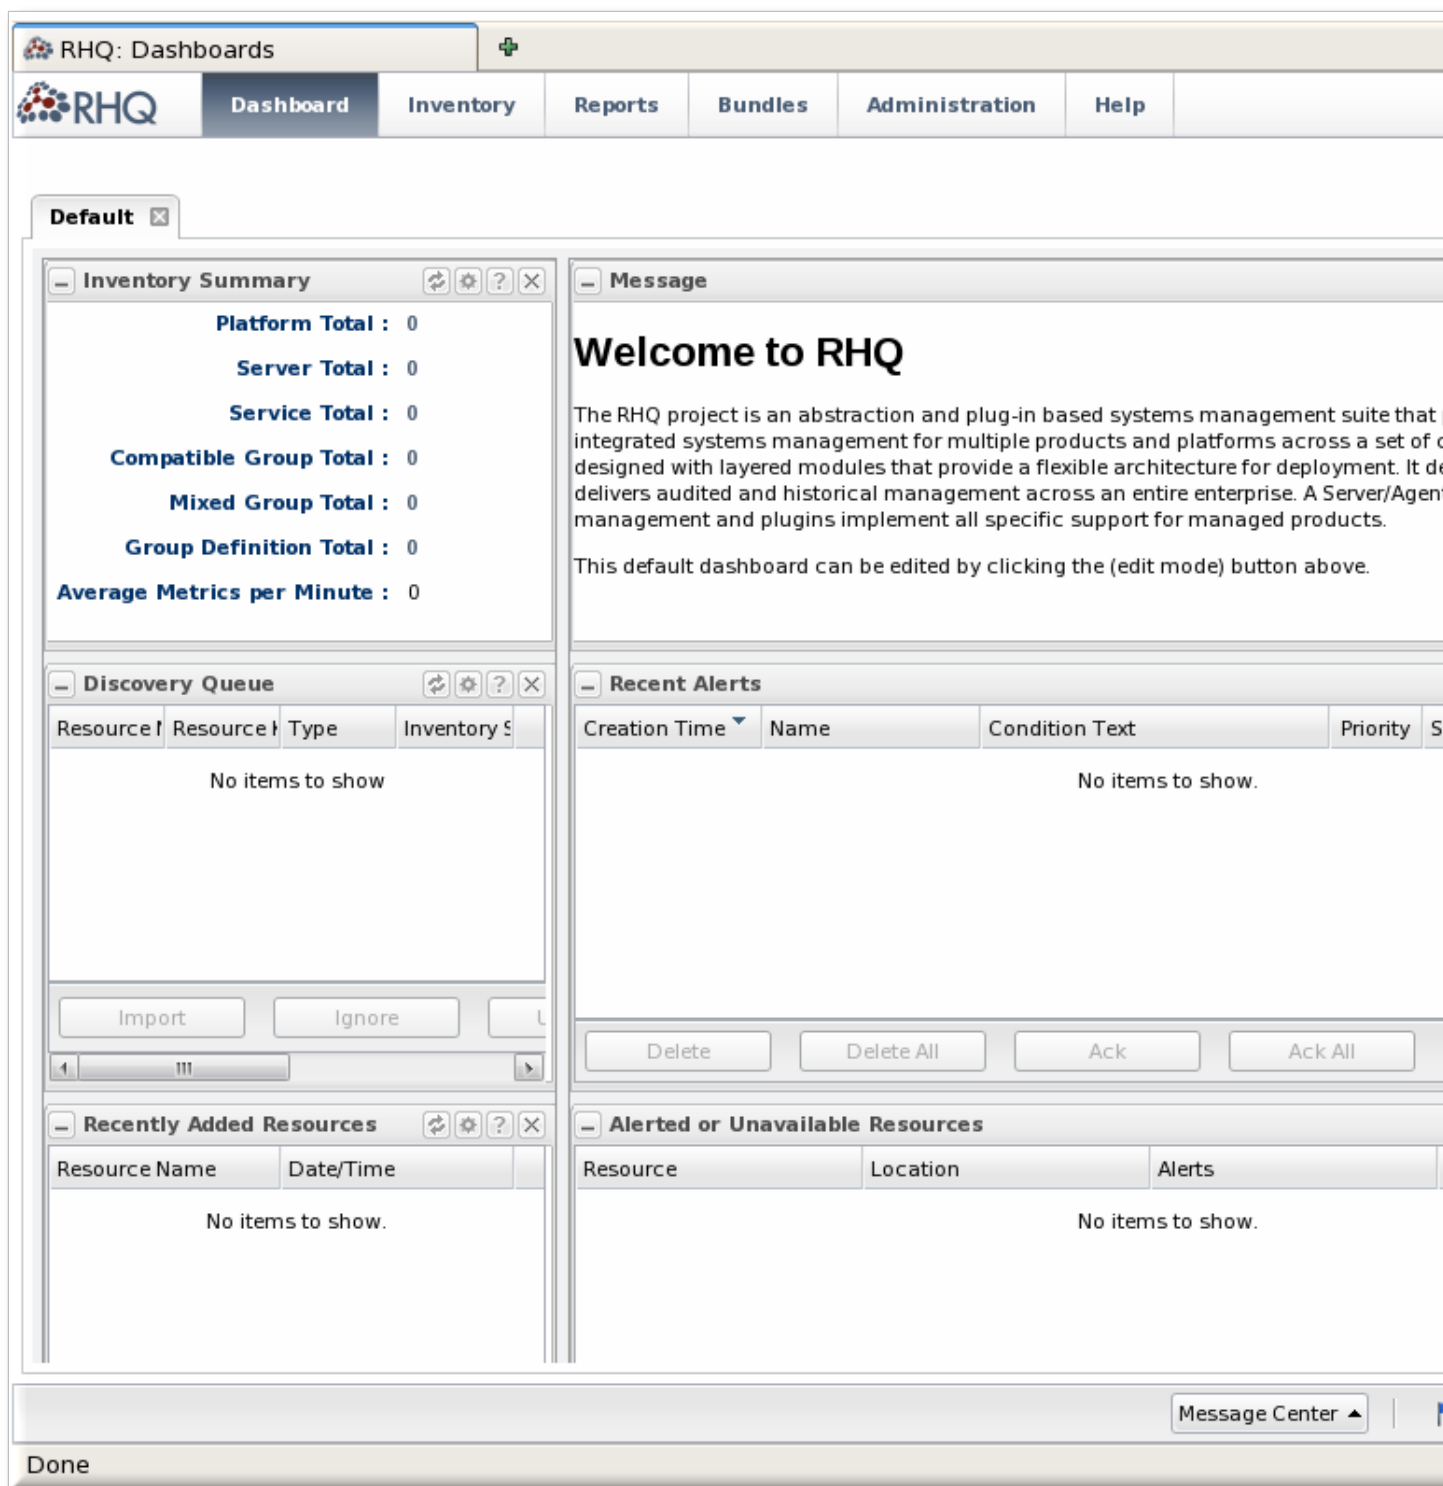 RHQ: Dashboards
RHQ Dashboard Inventory Reports Bundles Administration Help
Default
Inventory Summary
Platform Total : 0
Server Total : 0
Service Total : 0
Compatible Group Total : 0
Mixed Group Total : 0
Group Definition Total : 0
Average Metrics per Minute : 0
Message
Welcome to RHQ
The RHQ project is an abstraction and plug-in based systems management suite that
integrated systems management for multiple products and platforms across a set of
designed with layered modules that provide a flexible architecture for deployment. It
delivers audited and historical management across an entire enterprise. A Server/Agent
management and plugins implement all specific support for managed products.
This default dashboard can be edited by clicking the (edit mode) button above.
Discovery Queue
Resource Resource Type Inventory
No items to show
Import Ignore
Recent Alerts
Creation Time Name Condition Text Priority
No items to show.
Delete Delete All Ack Ack All
Recently Added Resources
Resource Name Date/Time
No items to show.
Alerted or Unavailable Resources
Resource Location Alerts
No items to show.
Message Center
Done